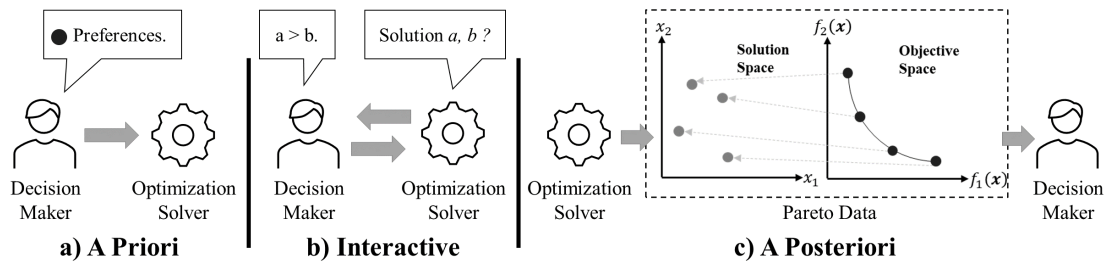 Preferences.
Decision
Maker
Optimization
Solver
a) A Priori
a > b.
Solution a, b ?
Decision
Maker
Optimization
Solver
b) Interactive
Optimization
Solver
x₂
Solution
Space
x₁
f₂(x)
Objective
Space
f₁(x)
Pareto Data
Decision
Maker
c) A Posteriori